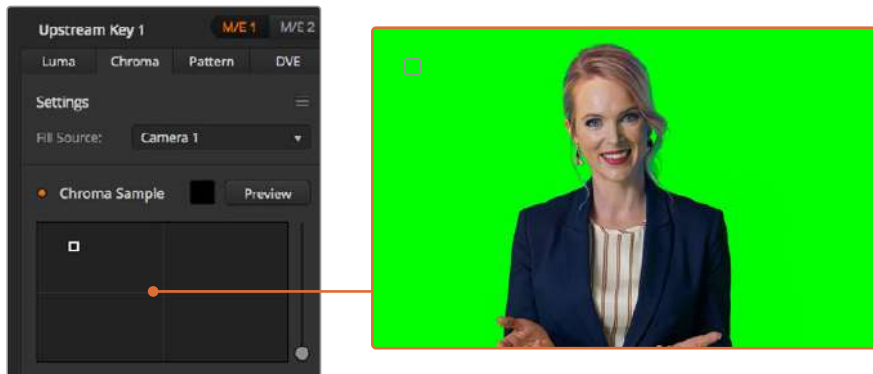 Upstream Key 1 M/E 1 M/E 2
Luma Chroma Pattern DVE
Settings
Fill Source: Camera 1
Chroma Sample Preview